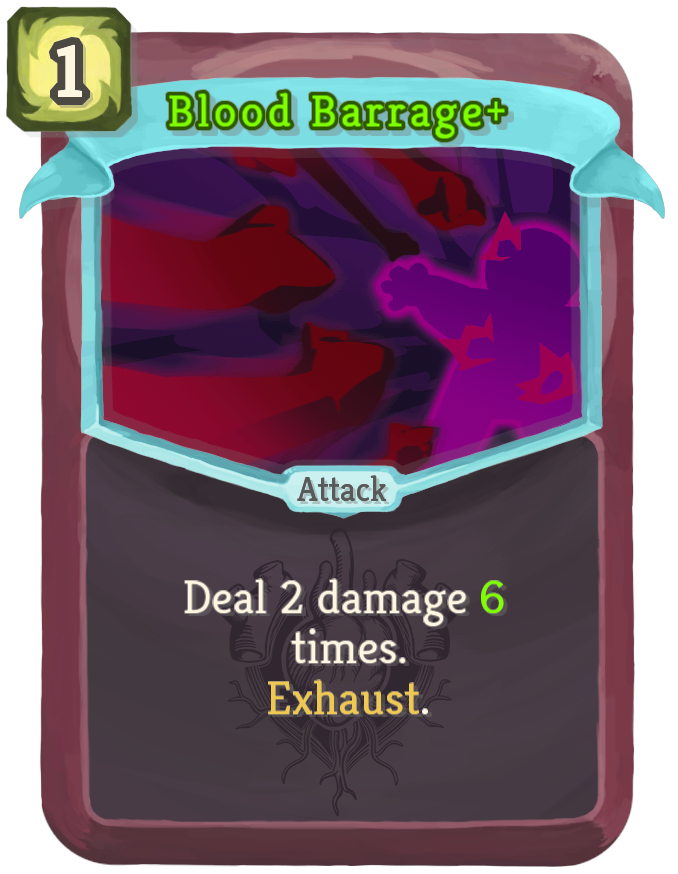 1
Blood Barrage+
Attack
Deal 2 damage 6
times.
Exhaust.